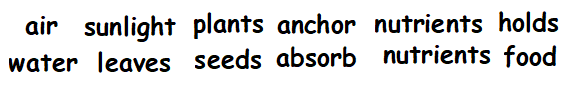 air sunlight plants anchor nutrients holds
water leaves seeds absorb nutrients food